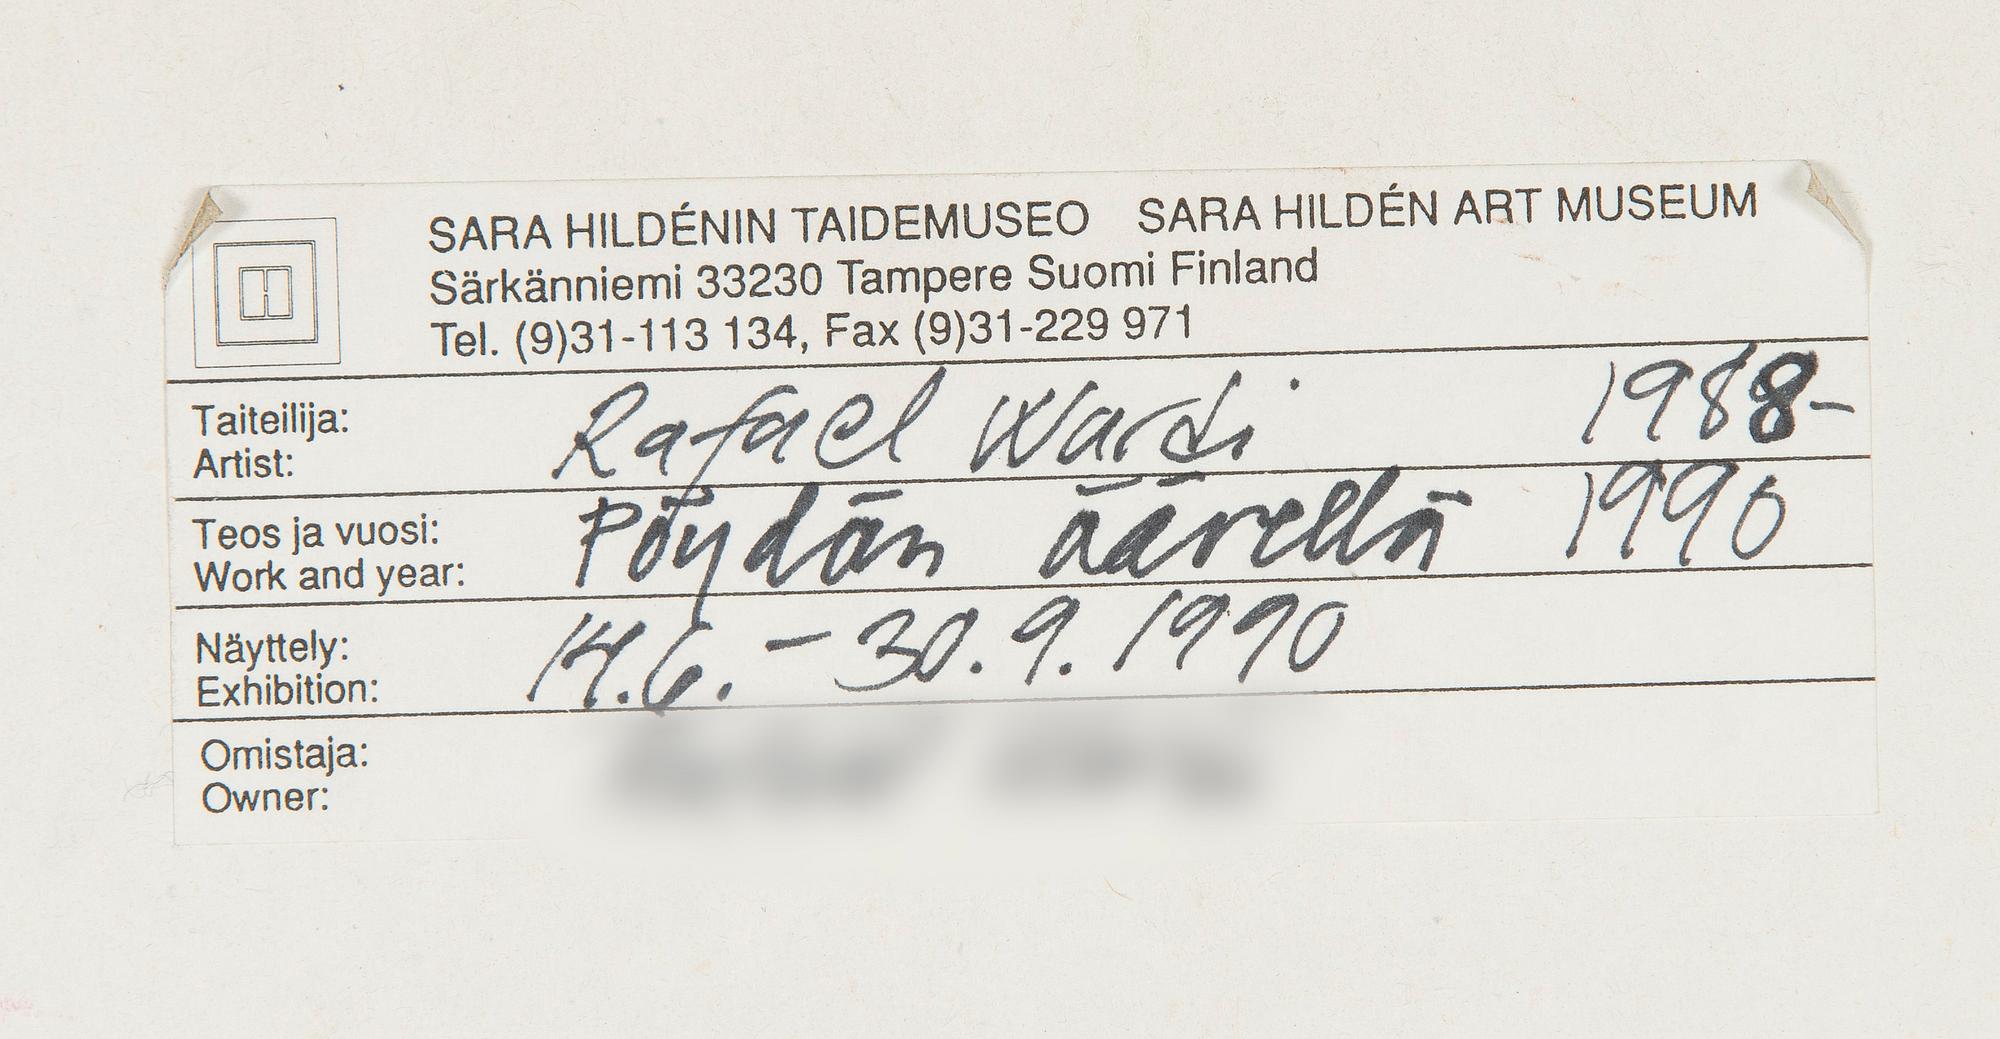 SARA HILDÉNIN TAIDEMUSEO SARA HILDÉN ART MUSEUM
Särkänniemi 33230 Tampere Suomi Finland
Tel. (9)31-113 134, Fax (9)31-229 971
Taiteilija:
Artist:
Rafael Wardi 1988-
Teos ja vuosi:
Work and year:
Pöydän äärellä 1990
Näyttely:
Exhibition:
14.6. - 30.9.1990
Omistaja:
Owner: